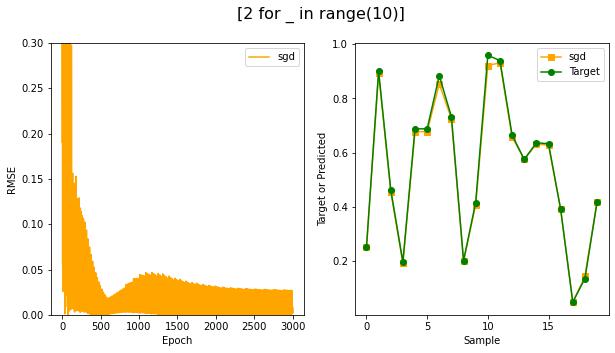 [2 for _ in range(10)]
0.30
0.25
0.20
0.15
0.10
0.05
0.00
RMSE
0 500 1000 1500 2000 2500 3000
Epoch
sgd
1.0
0.8
0.6
0.4
0.2
Target or Predicted
0 5 10 15
Sample
sgd
Target